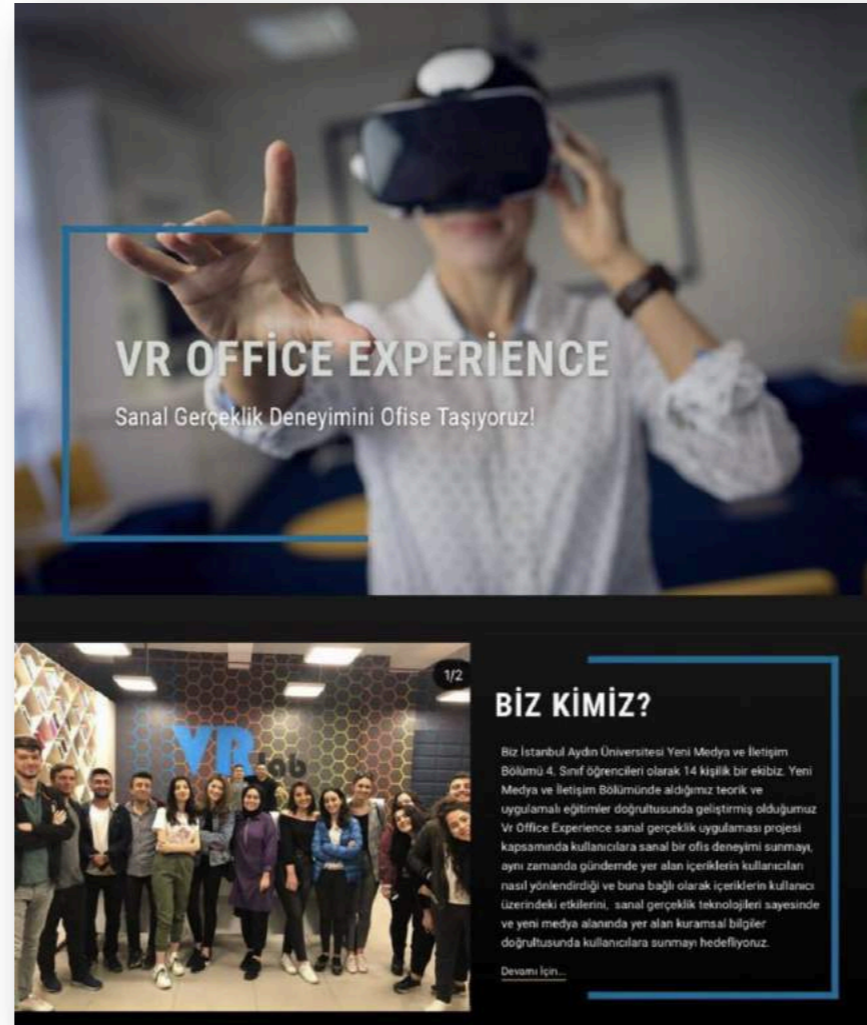 VR OFFİCE EXPERİENCE
Sanal Gerçeklik Deneyimini Ofise Taşıyoruz!
1/2
VR lab
BİZ KİMİZ?
Biz İstanbul Aydın Üniversitesi Yeni Medya ve İletişim
Bölümü 4. Sınıf öğrencileri olarak 14 kişilik bir ekibiz. Yeni
Medya ve İletişim Bölümünde aldığımız teorik ve
uygulamalı eğitimler doğrultusunda geliştirmiş olduğumuz
Vr Office Experience sanal gerçeklik uygulaması projesi
kapsamında kullanıcılara sanal bir ofis deneyimi sunmayı,
aynı zamanda gündemde yer alan içeriklerin kullanıcıları
nasıl yönlendirdiği ve buna bağlı olarak içeriklerin kullanıcı
üzerindeki etkilerini, sanal gerçeklik teknolojileri sayesinde
ve yeni medya alanında yer alan kuramsal bilgiler
doğrultusunda kullanıcılara sunmayı hedefliyoruz.
Devamı İçin...